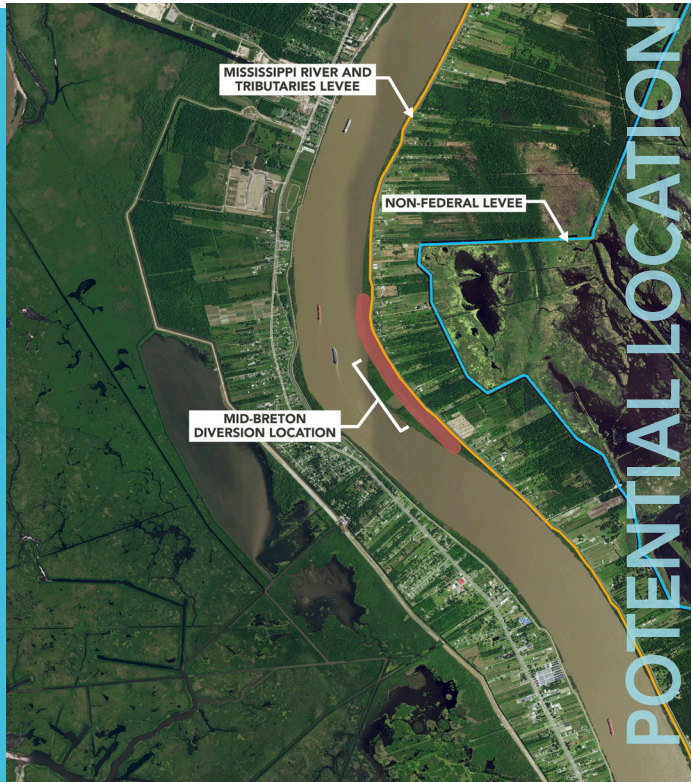 MISSISSIPPI RIVER AND
TRIBUTARIES LEVEE
NON-FEDERAL LEVEE
MID-BRETON
DIVERSION LOCATION
POTENTIAL LOCATION